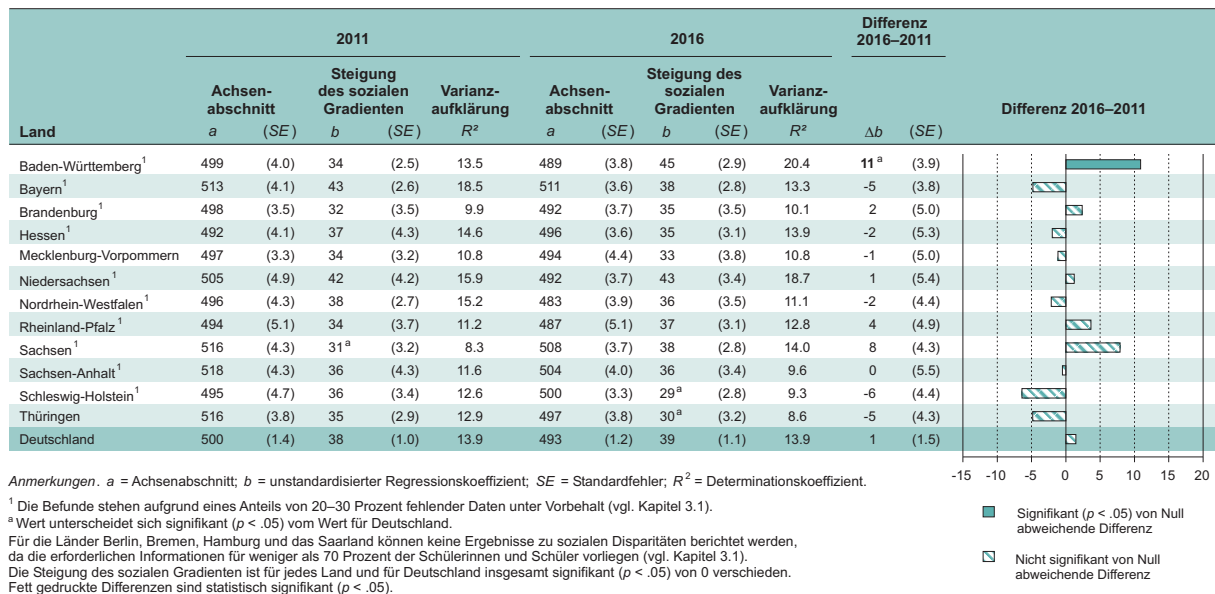 Differenz
2011 2016 2016–2011
Steigung Steigung des
Achsen- des sozialen Varianz- Achsen- sozialen Varianz-
abschnitt Gradienten aufklärung abschnitt Gradienten aufklärung Differenz 2016–2011
Land a (SE) b (SE) R² a (SE) b (SE) R² Δb (SE)
Baden-Württemberg¹ 499 (4.0) 34 (2.5) 13.5 489 (3.8) 45 (2.9) 20.4 11ᵃ (3.9)
Bayern¹ 513 (4.1) 43 (2.6) 18.5 511 (3.6) 38 (2.8) 13.3 -5 (3.8)
Brandenburg¹ 498 (3.5) 32 (3.5) 9.9 492 (3.7) 35 (3.5) 10.1 2 (5.0)
Hessen¹ 492 (4.1) 37 (4.3) 14.6 496 (3.6) 35 (3.1) 13.9 -2 (5.3)
Mecklenburg-Vorpommern 497 (3.3) 34 (3.2) 10.8 494 (4.4) 33 (3.8) 10.8 -1 (5.0)
Niedersachsen¹ 505 (4.9) 42 (4.2) 15.9 492 (3.7) 43 (3.4) 18.7 1 (5.4)
Nordrhein-Westfalen¹ 496 (4.3) 38 (2.7) 15.2 483 (3.9) 36 (3.5) 11.1 -2 (4.4)
Rheinland-Pfalz¹ 494 (5.1) 34 (3.7) 11.2 487 (5.1) 37 (3.1) 12.8 4 (4.9)
Sachsen¹ 516 (4.3) 31ᵃ (3.2) 8.3 508 (3.7) 38 (2.8) 14.0 8 (4.3)
Sachsen-Anhalt¹ 518 (4.3) 36 (4.3) 11.6 504 (4.0) 36 (3.4) 9.6 0 (5.5)
Schleswig-Holstein¹ 495 (4.7) 36 (3.4) 12.6 500 (3.3) 29ᵃ (2.8) 9.3 -6 (4.4)
Thüringen 516 (3.8) 35 (2.9) 12.9 497 (3.8) 30ᵃ (3.2) 8.6 -5 (4.3)
Deutschland 500 (1.4) 38 (1.0) 13.9 493 (1.2) 39 (1.1) 13.9 1 (1.5)
-15 -10 -5 0 5 10 15 20
Anmerkungen. a = Achsenabschnitt; b = unstandardisierter Regressionskoeffizient; SE = Standardfehler; R² = Determinationskoeffizient.
¹ Die Befunde stehen aufgrund eines Anteils von 20–30 Prozent fehlender Daten unter Vorbehalt (vgl. Kapitel 3.1).
ᵃ Wert unterscheidet sich signifikant (p < .05) vom Wert für Deutschland.
Für die Länder Berlin, Bremen, Hamburg und das Saarland können keine Ergebnisse zu sozialen Disparitäten berichtet werden,
da die erforderlichen Informationen für weniger als 70 Prozent der Schülerinnen und Schüler vorliegen (vgl. Kapitel 3.1).
Die Steigung des sozialen Gradienten ist für jedes Land und für Deutschland insgesamt signifikant (p < .05) von 0 verschieden.
Fett gedruckte Differenzen sind statistisch signifikant (p < .05).
Signifikant (p < .05) von Null
abweichende Differenz
Nicht signifikant von Null
abweichende Differenz